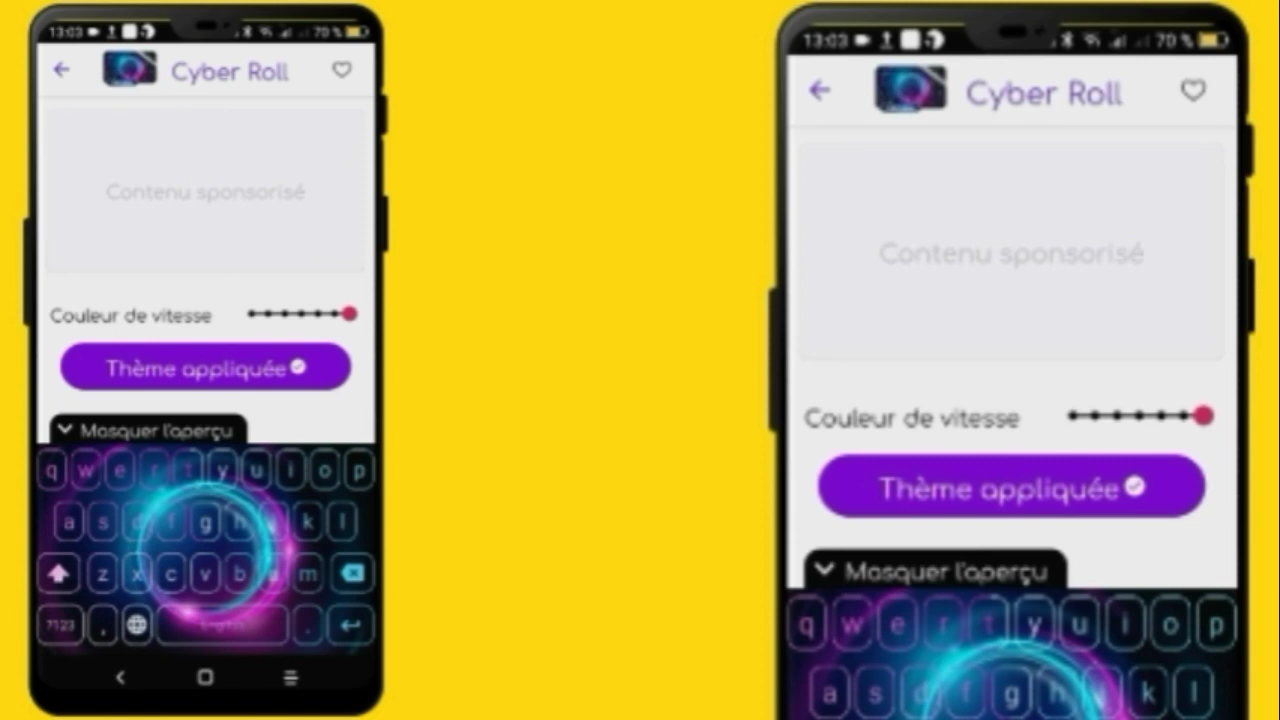 13:03 70 %
Cyber Roll
Contenu sponsorisé
Couleur de vitesse
Thème appliquée
Masquer l'aperçu
q w e r t y u i o p
a s d f g h j k l
z x c v b n m
?123 , English .
13:03 70 %
Cyber Roll
Contenu sponsorisé
Couleur de vitesse
Thème appliquée
Masquer l'aperçu
q w e r t y u i o p
a s d f g h j k l